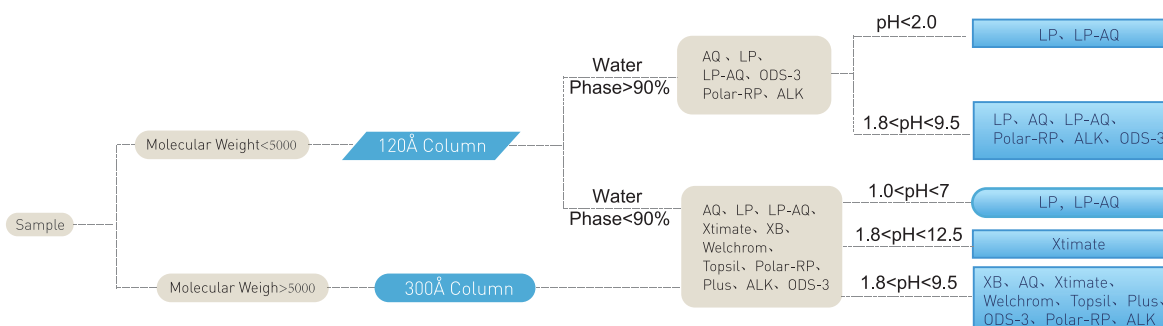 Sample
Molecular Weight<5000
120Å Column
Water
Phase>90%
AQ 、LP、
LP-AQ、ODS-3
Polar-RP、ALK
pH<2.0
LP、LP-AQ
1.8<pH<9.5
LP、AQ、LP-AQ、
Polar-RP、ALK、ODS-3
Water
Phase<90%
AQ、LP、LP-AQ、
Xtimate、XB、
Welchrom、
Topsil、Polar-RP、
Plus、ALK、ODS-3
1.0<pH<7
LP, LP-AQ
1.8<pH<12.5
Xtimate
1.8<pH<9.5
XB、AQ、Xtimate、
Welchrom、Topsil、Plus、
ODS-3、Polar-RP、ALK
Molecular Weigh>5000
300Å Column